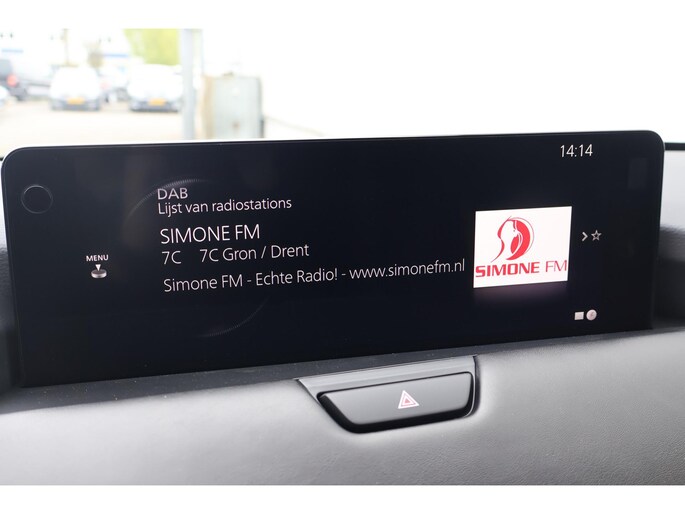 14:14
DAB
Lijst van radiostations
SIMONE FM
7C 7C Gron / Drent
Simone FM - Echte Radio! - www.simonefm.nl
MENU
SIMONE FM